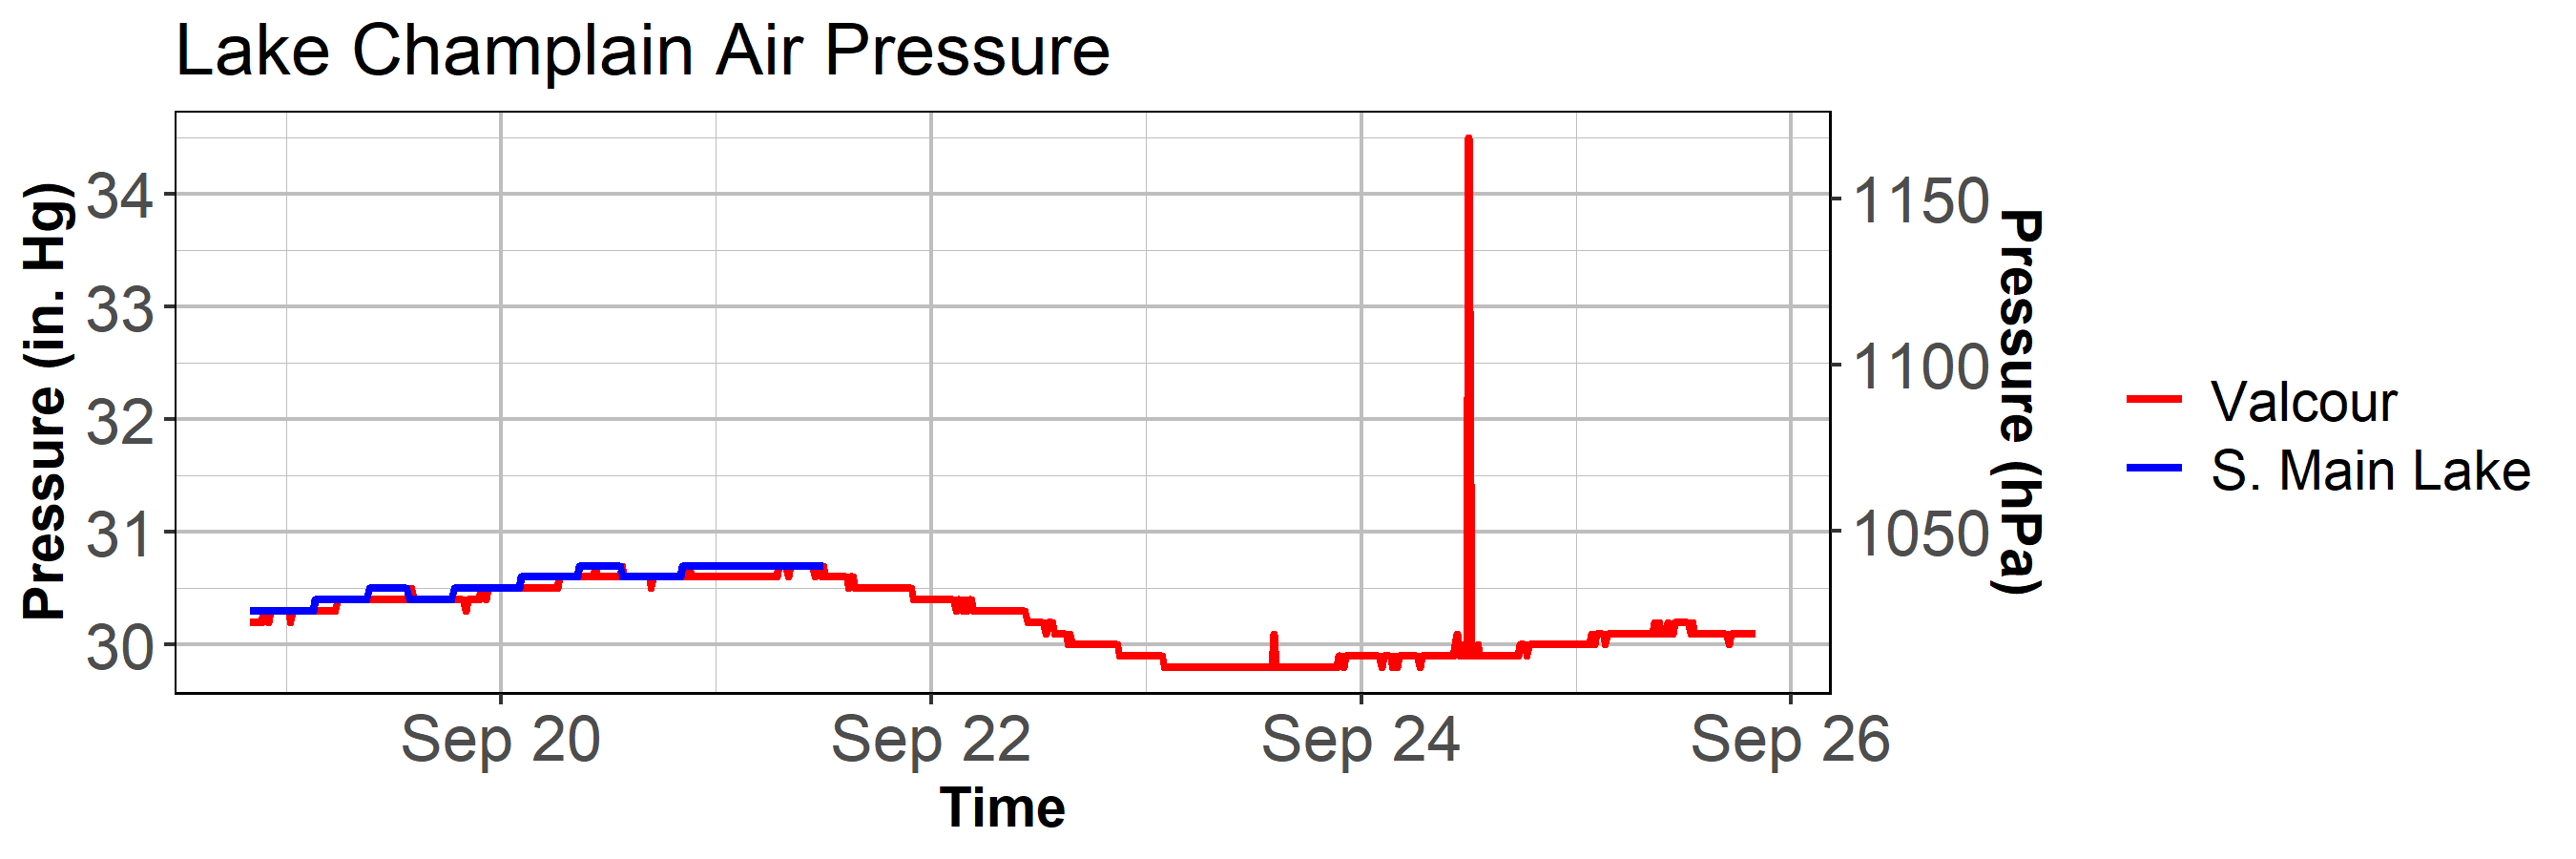 Lake Champlain Air Pressure
Pressure (in. Hg)
34
33
32
31
30
1150
1100
1050
Pressure (hPa)
Valcour
S. Main Lake
Sep 20
Sep 22
Sep 24
Sep 26
Time